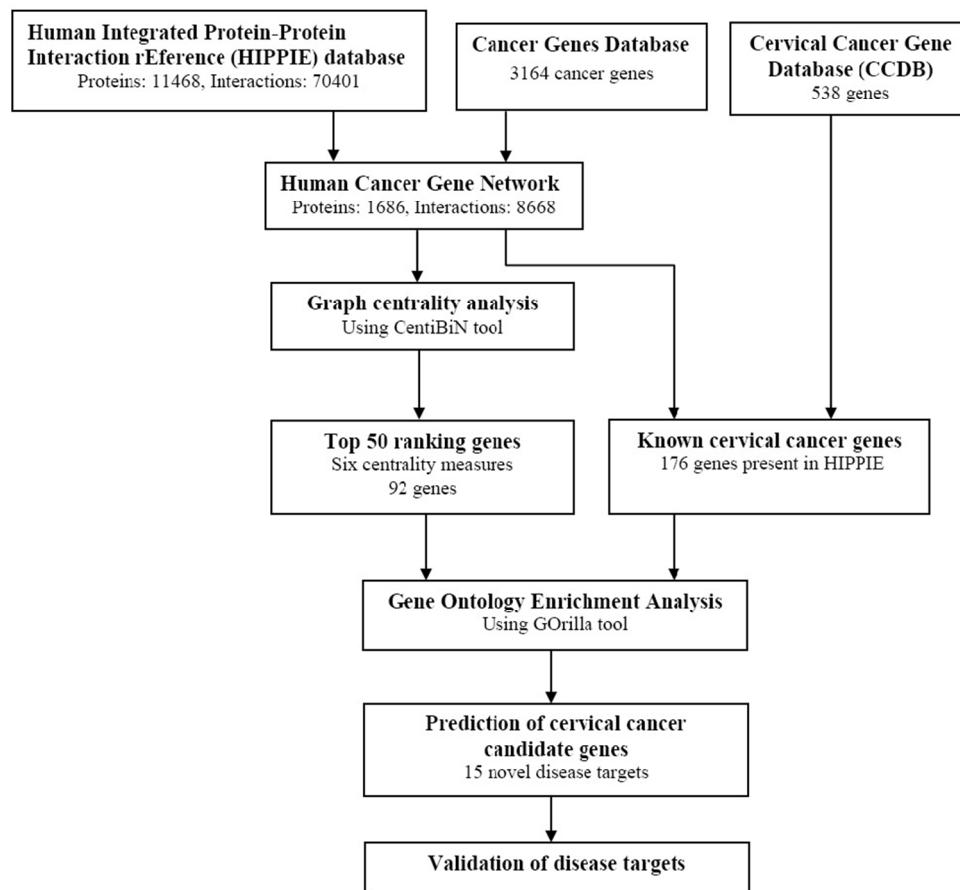 Human Integrated Protein-Protein
Interaction rEference (HIPPIE) database
Proteins: 11468, Interactions: 70401
Cancer Genes Database
3164 cancer genes
Cervical Cancer Gene
Database (CCDB)
538 genes
Human Cancer Gene Network
Proteins: 1686, Interactions: 8668
Graph centrality analysis
Using CentiBiN tool
Top 50 ranking genes
Six centrality measures
92 genes
Known cervical cancer genes
176 genes present in HIPPIE
Gene Ontology Enrichment Analysis
Using GOrilla tool
Prediction of cervical cancer
candidate genes
15 novel disease targets
Validation of disease targets